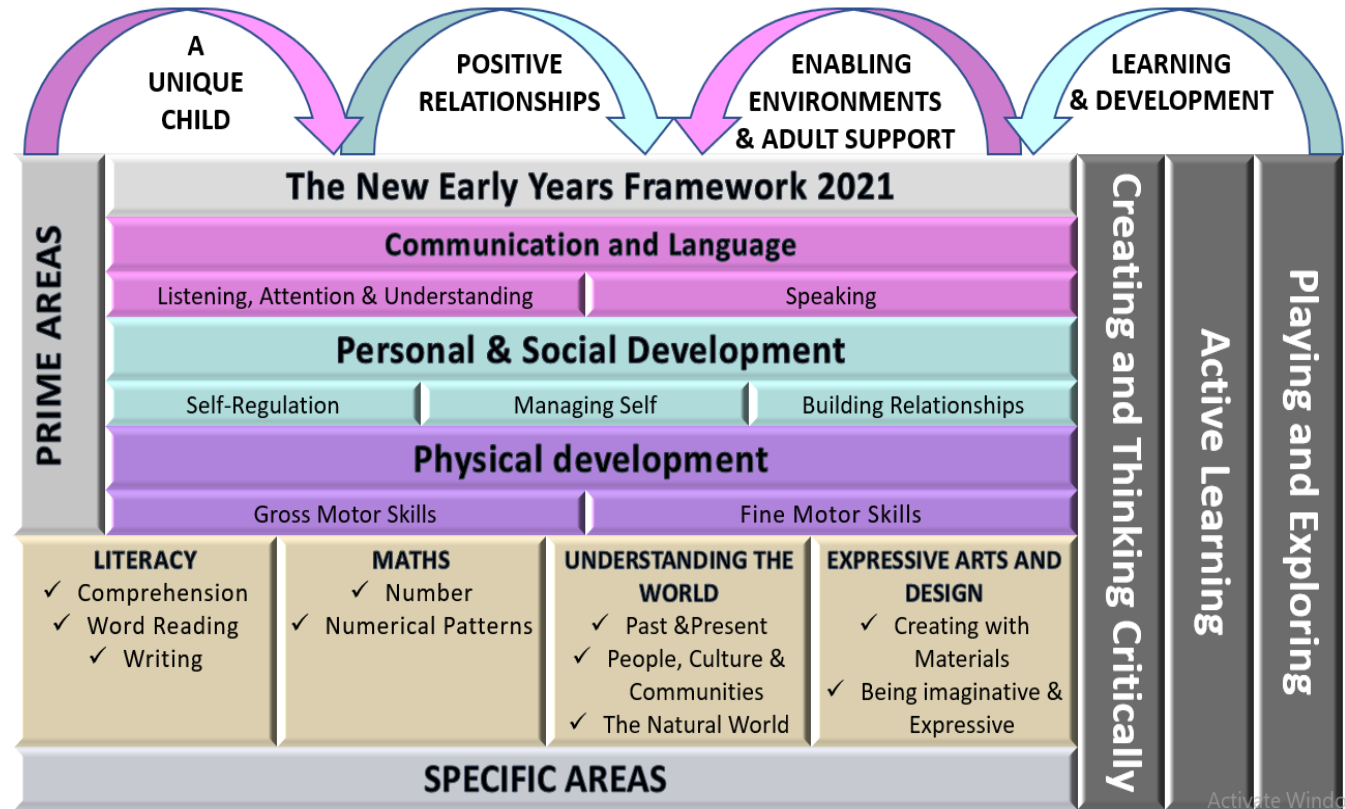 A
UNIQUE
CHILD
POSITIVE
RELATIONSHIPS
ENABLING
ENVIRONMENTS
& ADULT SUPPORT
LEARNING
& DEVELOPMENT
PRIME AREAS
The New Early Years Framework 2021
Communication and Language
Listening, Attention & Understanding
Speaking
Personal & Social Development
Self-Regulation
Managing Self
Building Relationships
Physical development
Gross Motor Skills
Fine Motor Skills
LITERACY
✓ Comprehension
✓ Word Reading
✓ Writing
MATHS
✓ Number
✓ Numerical Patterns
UNDERSTANDING THE
WORLD
✓ Past &Present
✓ People, Culture &
Communities
✓ The Natural World
EXPRESSIVE ARTS AND
DESIGN
✓ Creating with
Materials
✓ Being imaginative &
Expressive
SPECIFIC AREAS
Creating and Thinking Critically
Active Learning
Playing and Exploring
Activate Windo